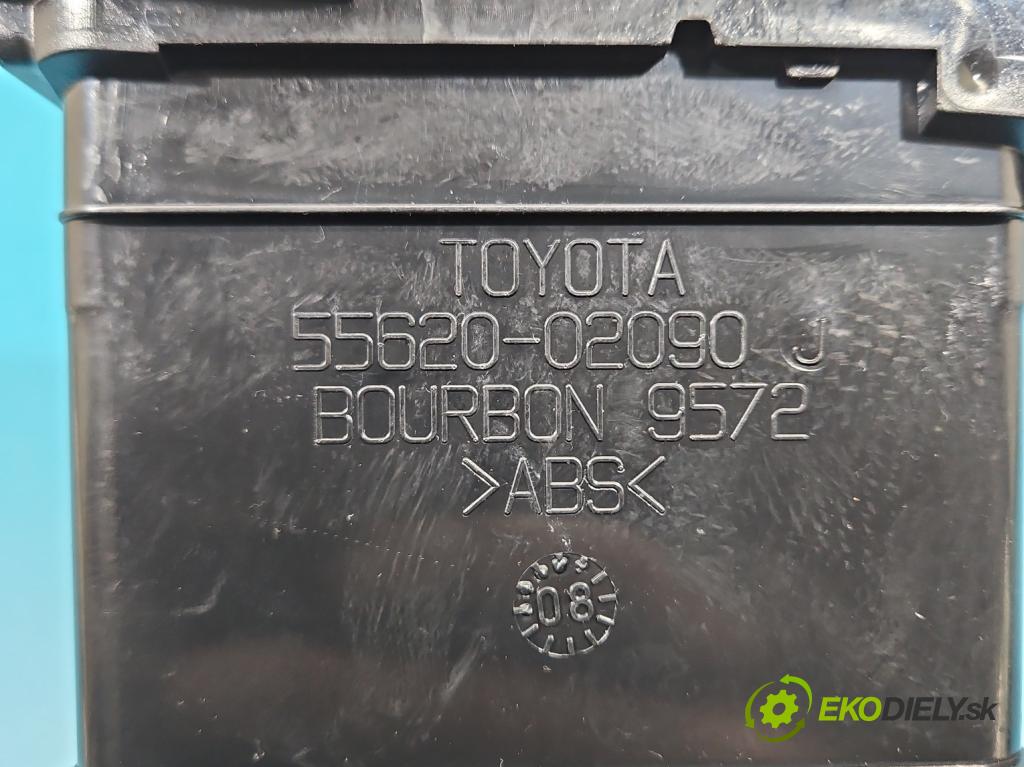 TOYOTA
55620-02090 J
BOURBON 9572
>ABS<
08
EKODIELY.sk